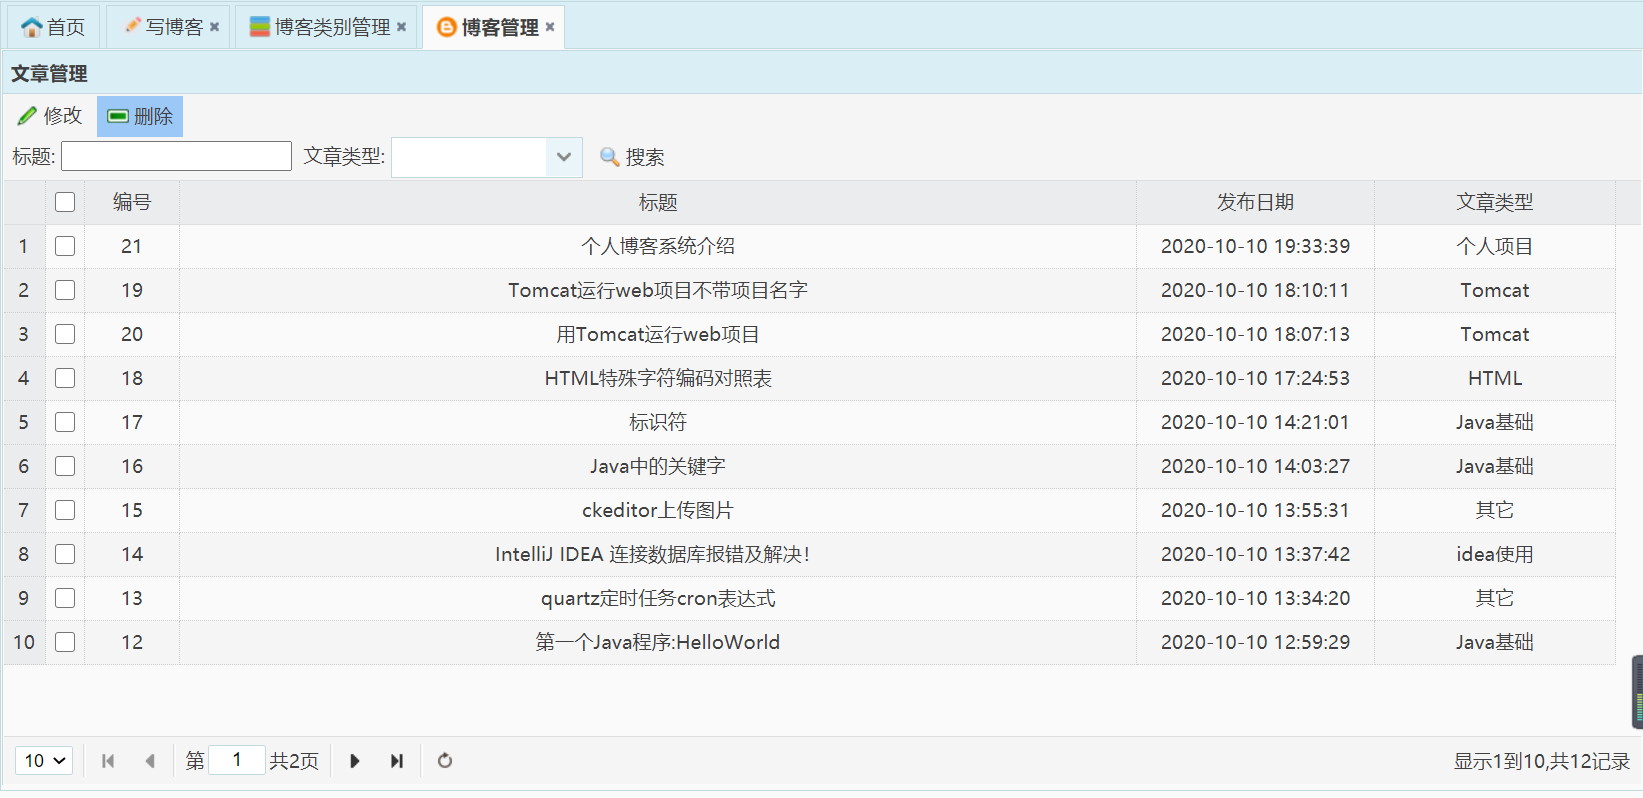 首页 写博客 博客类别管理 博客管理
文章管理
修改 删除
标题: 文章类型: 搜索
编号 标题 发布日期 文章类型
1 21 个人博客系统介绍 2020-10-10 19:33:39 个人项目
2 19 Tomcat运行web项目不带项目名字 2020-10-10 18:10:11 Tomcat
3 20 用Tomcat运行web项目 2020-10-10 18:07:13 Tomcat
4 18 HTML特殊字符编码对照表 2020-10-10 17:24:53 HTML
5 17 标识符 2020-10-10 14:21:01 Java基础
6 16 Java中的关键字 2020-10-10 14:03:27 Java基础
7 15 ckeditor上传图片 2020-10-10 13:55:31 其它
8 14 IntelliJ IDEA 连接数据库报错及解决！ 2020-10-10 13:37:42 idea使用
9 13 quartz定时任务cron表达式 2020-10-10 13:34:20 其它
10 12 第一个Java程序:HelloWorld 2020-10-10 12:59:29 Java基础
10 第 1 共2页 显示1到10,共12记录